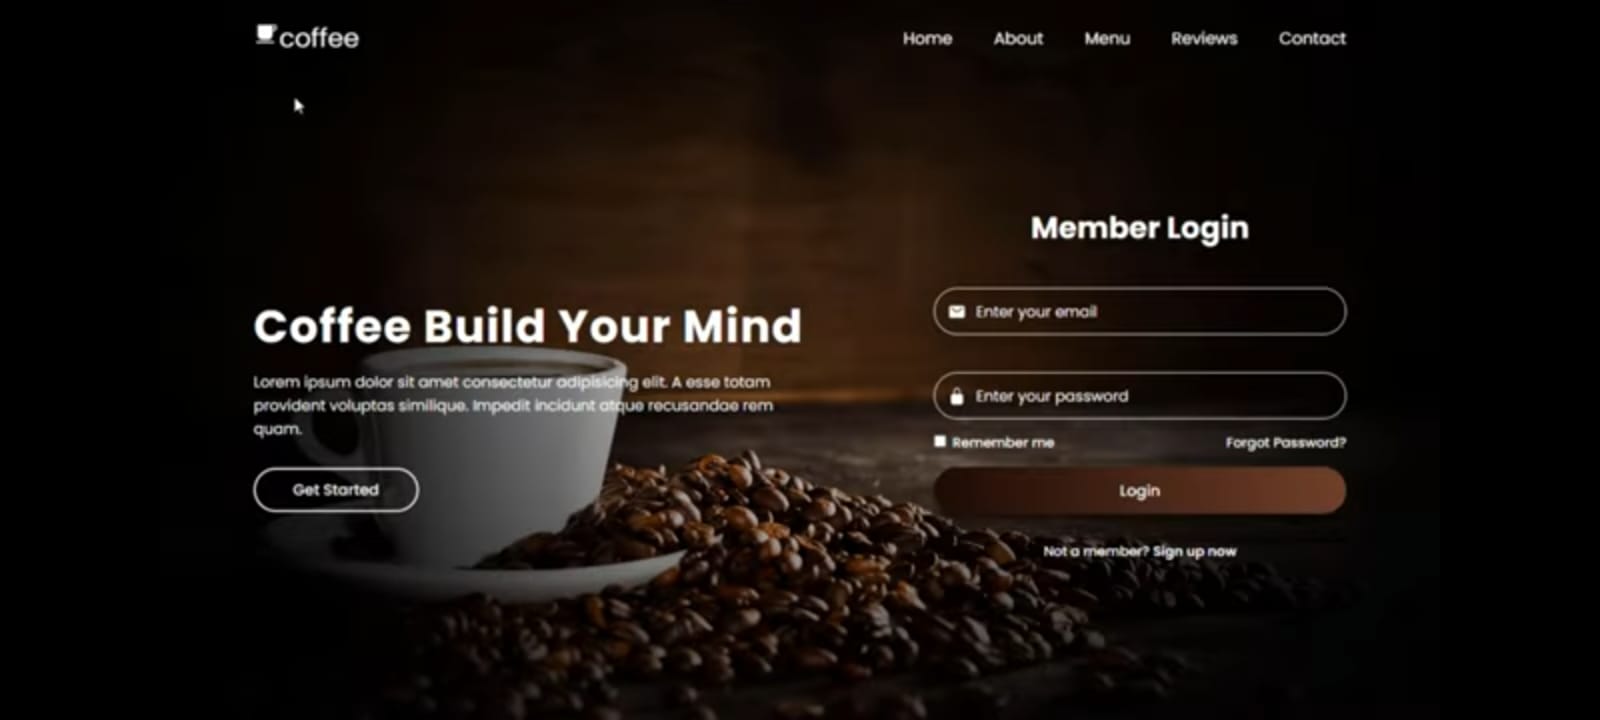 coffee
Home About Menu Reviews Contact
Member Login
Enter your email
Coffee Build Your Mind
Lorem ipsum dolor sit amet consectetur adipisicing elit. A esse totam
provident voluptas similique. Impedit incidunt atque recusandae rem
quam.
Enter your password
Remember me Forgot Password?
Get Started
Login
Not a member? Sign up now